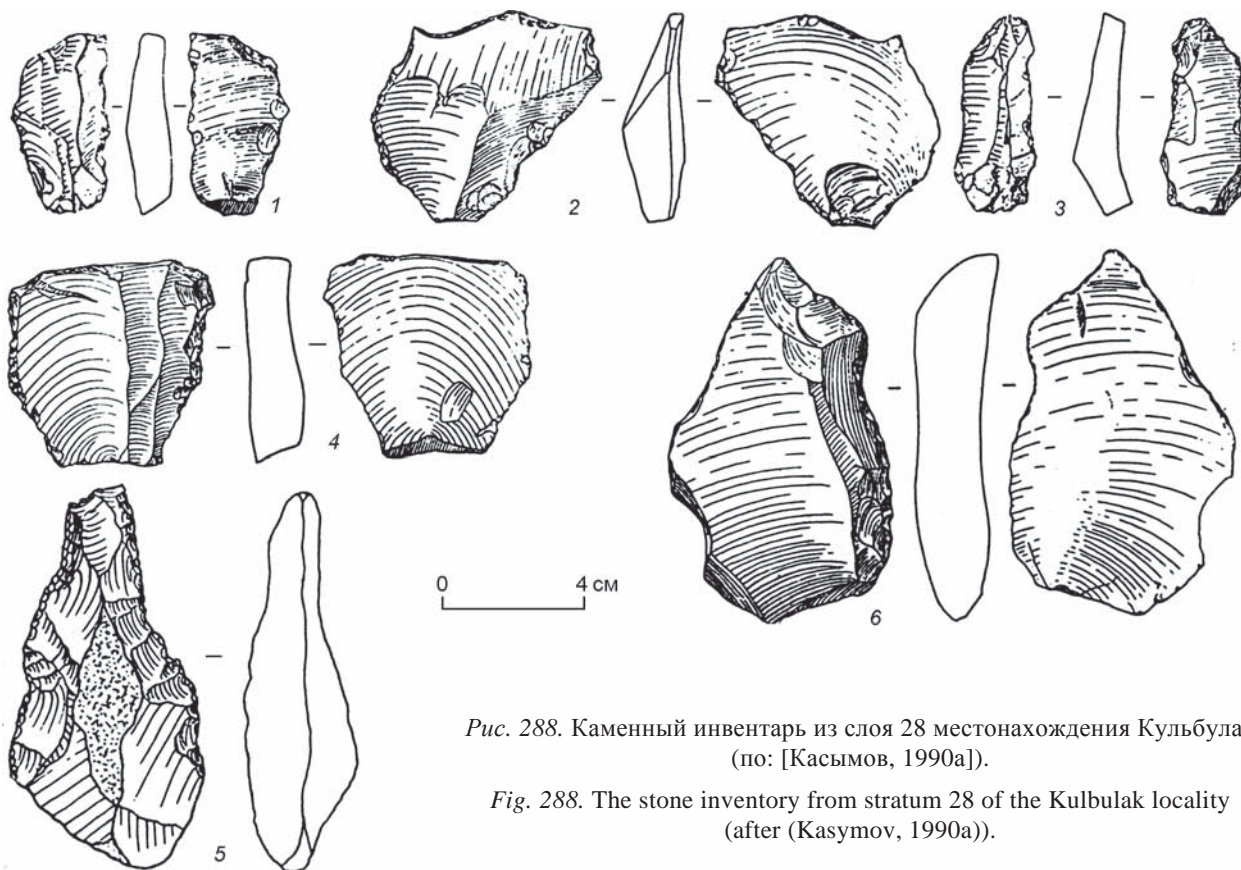 1
2
3
4
5
6
0 4 см
Рис. 288. Каменный инвентарь из слоя 28 местонахождения Кульбула
(по: [Касымов, 1990а]).
Fig. 288. The stone inventory from stratum 28 of the Kulbulak locality
(after (Kasymov, 1990a)).